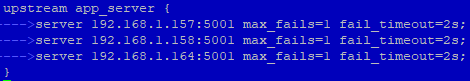 upstream app_server {
---->server 192.168.1.157:5001 max_fails=1 fail_timeout=2s;
---->server 192.168.1.158:5001 max_fails=1 fail_timeout=2s;
---->server 192.168.1.164:5001 max_fails=1 fail_timeout=2s;
}